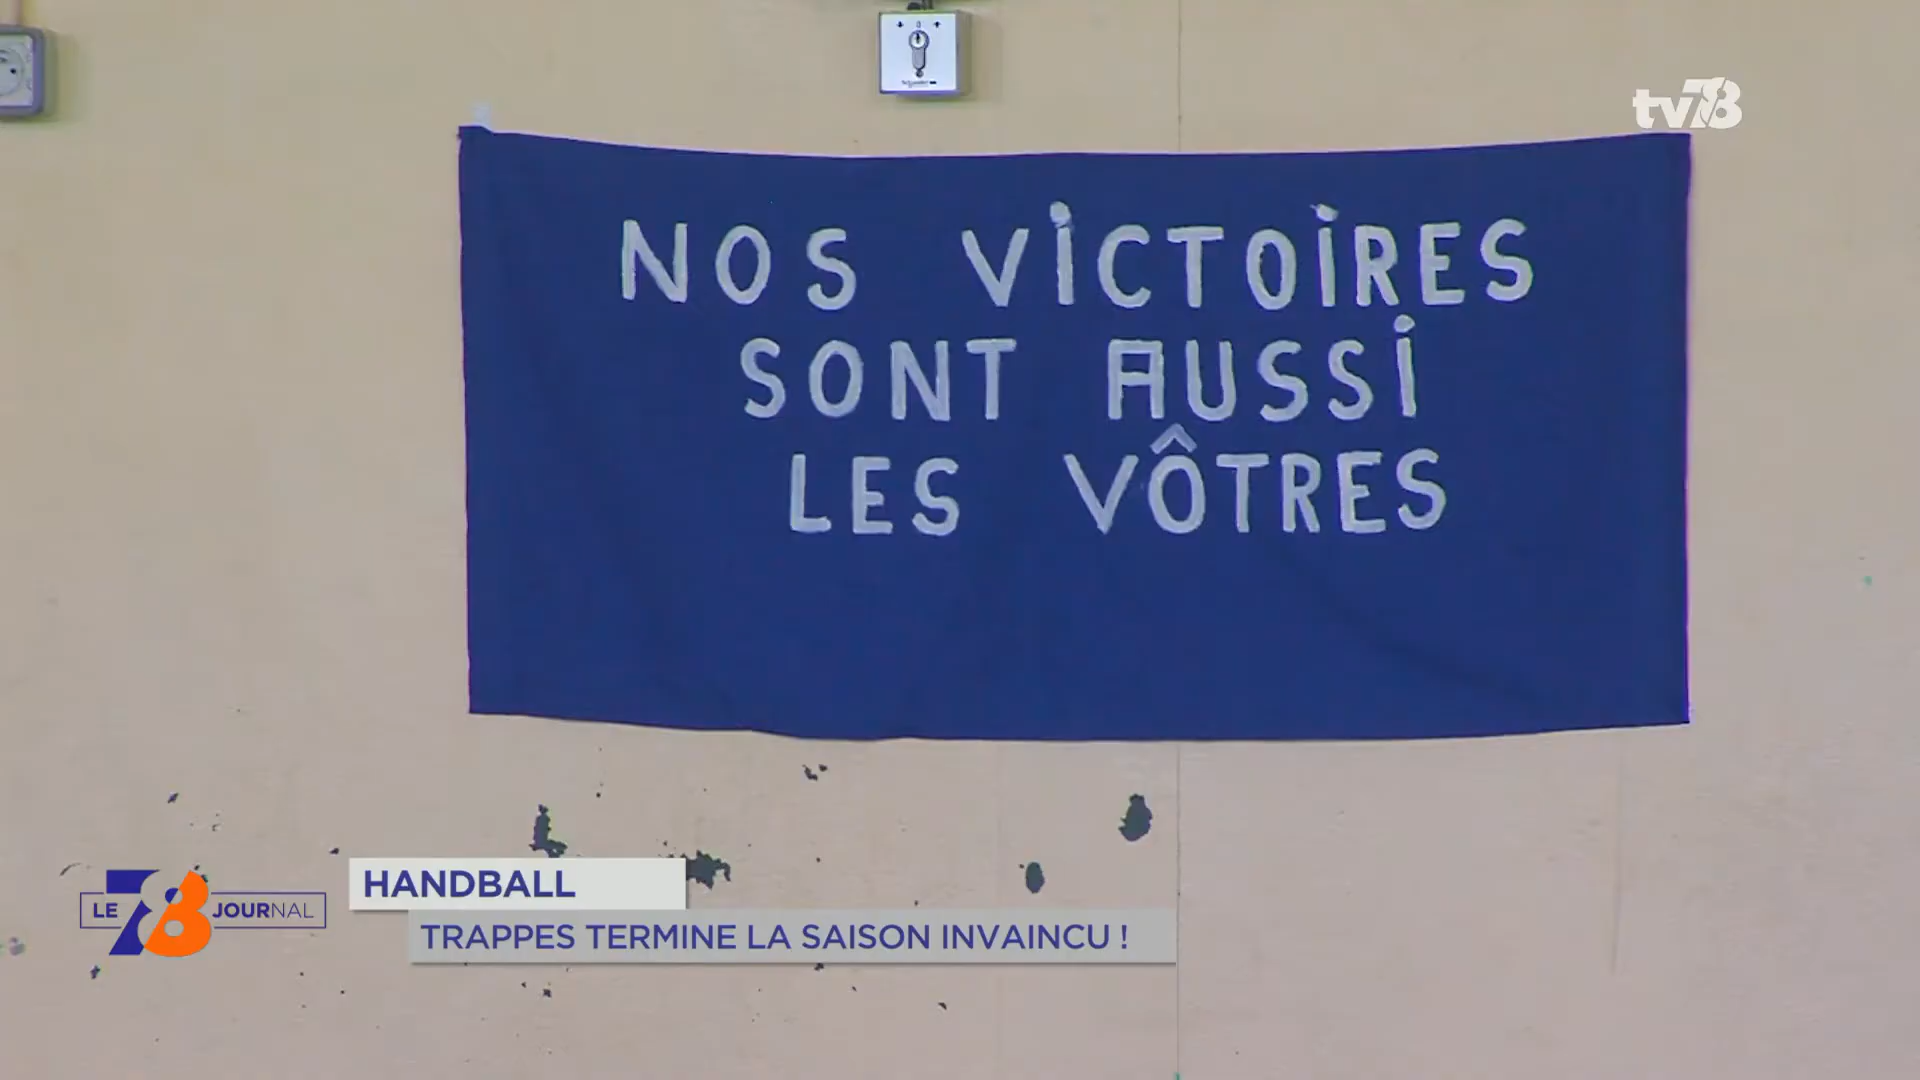 tv78
NOS VICTOIRES
SONT AUSSI
LES VÔTRES
HANDBALL
LE 78 JOURNAL
TRAPPES TERMINE LA SAISON INVAINCU !